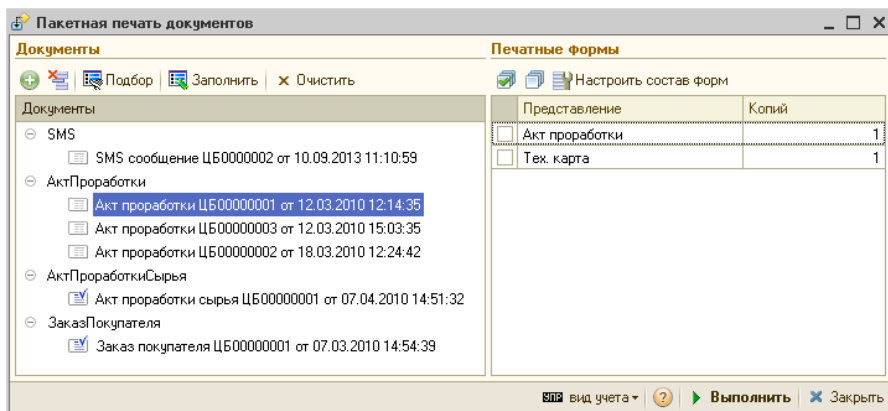 Пакетная печать документов
Документы
Подбор Заполнить Очистить
Документы
SMS
SMS сообщение ЦБ0000002 от 10.09.2013 11:10:59
АктПроработки
Акт проработки ЦБ00000001 от 12.03.2010 12:14:35
Акт проработки ЦБ00000003 от 12.03.2010 15:03:35
Акт проработки ЦБ00000002 от 18.03.2010 12:24:42
АктПроработкиСырья
Акт проработки сырья ЦБ00000001 от 07.04.2010 14:51:32
ЗаказПокупателя
Заказ покупателя ЦБ00000001 от 07.03.2010 14:54:39
Печатные формы
Настроить состав форм
Представление Копий
Акт проработки 1
Тех. карта 1
УПР вид учета ? Выполнить Закрыть